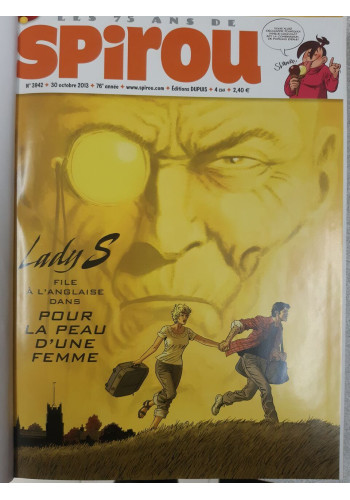 LES 75 ANS DE
SPIROU
N° 3942 • 30 octobre 2013 • 76e année • www.spirou.com • Éditions DUPUIS • 4 CHF • 2,40 €
Lady S
FILE
À L'ANGLAISE
DANS
POUR
LA PEAU
D'UNE
FEMME